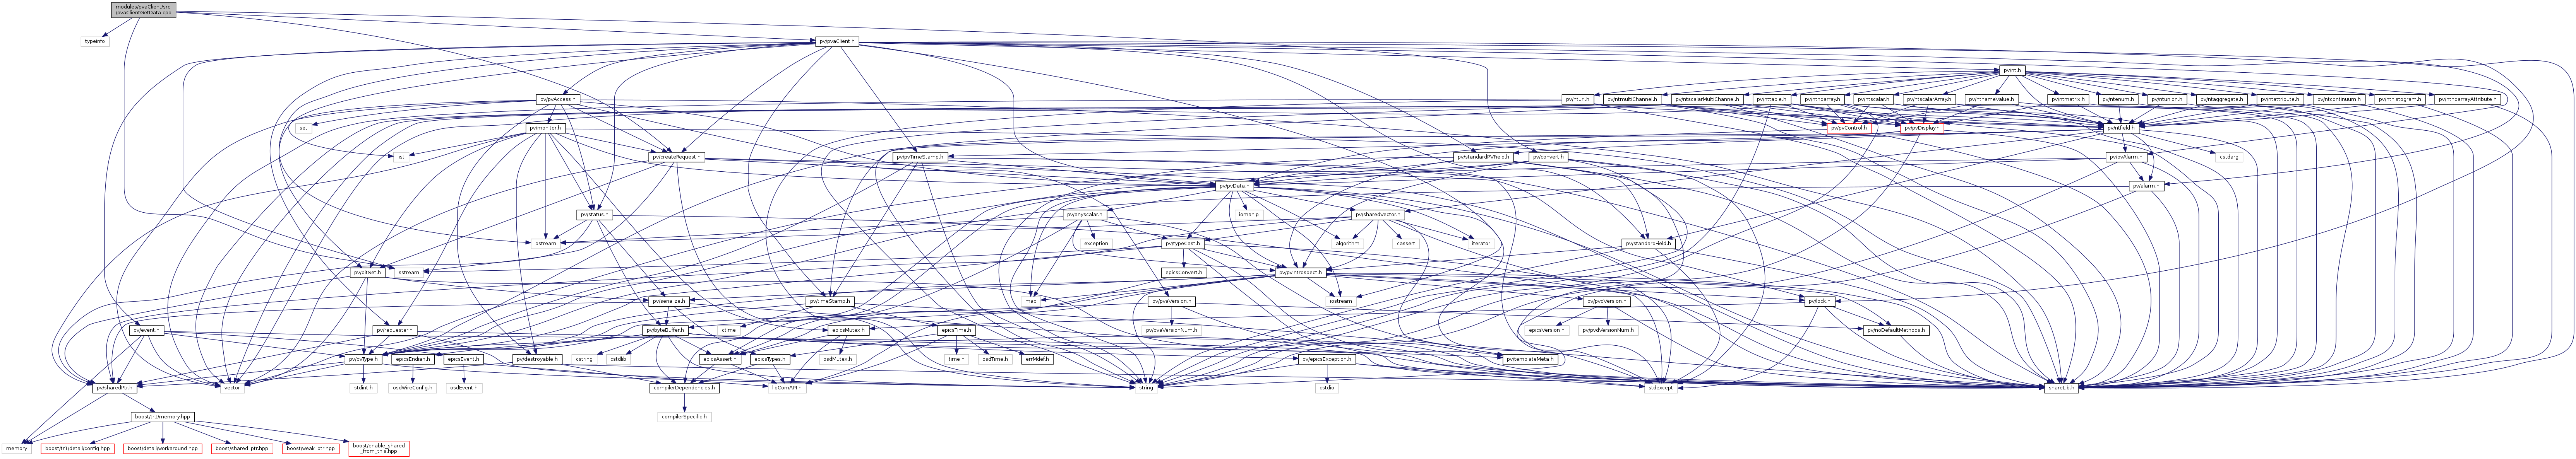 modules/pvaClient/src
/pvaClientGetData.cpp
typeinfo
pv/pvaClient.h
pv/nt.h
pv/pvAccess.h
pv/ntun.h
pv/ntmultiChannel.h
pv/ntscalarMultiChannel.h
pv/nttable.h
pv/ntndarray.h
pv/ntscalar.h
pv/ntscalarArray.h
pv/ntnameValue.h
pv/ntmatrix.h
pv/ntenum.h
pv/ntunion.h
pv/ntaggregate.h
pv/ntattribute.h
pv/ntcontinuum.h
pv/nthistogram.h
pv/ntndarrayAttribute.h
set
pv/monitor.h
pv/pvControl.h
pv/pvDisplay.h
pv/ntfield.h
list
pv/createRequest.h
pv/pvTimeStamp.h
pv/standardPVField.h
pv/convert.h
pv/pvAlarm.h
cstdarg
pv/pvData.h
pv/alarm.h
pv/status.h
pv/anyscalar.h
iomanip
pv/sharedVector.h
ostream
exception
pv/typeCast.h
algorithm
cassert
iterator
pv/standardField.h
pv/bitSet.h
sstream
epicsConvert.h
pv/pvIntrospect.h
pv/serialize.h
pv/timeStamp.h
map
pv/pvaVersion.h
iostream
pv/pvdVersion.h
pv/lock.h
pv/event.h
pv/requester.h
pv/byteBuffer.h
ctime
epicsMutex.h
epicsTime.h
pv/pvaVersionNum.h
epicsVersion.h
pv/pvdVersionNum.h
pv/noDefaultMethods.h
pv/pvType.h
epicsEndian.h
epicsEvent.h
pv/destroyable.h
cstring
cstdlib
epicsAssert.h
epicsTypes.h
osdMutex.h
time.h
osdTime.h
errMdef.h
pv/epicsException.h
pv/templateMeta.h
pv/sharedPtr.h
vector
stdint.h
osdWireConfig.h
osdEvent.h
compilerDependencies.h
libComAPI.h
string
cstdio
stdexcept
shareLib.h
boost/tr1/memory.hpp
compilerSpecific.h
memory
boost/tr1/detail/config.hpp
boost/detail/workaround.hpp
boost/shared_ptr.hpp
boost/weak_ptr.hpp
boost/enable_shared
_from_this.hpp